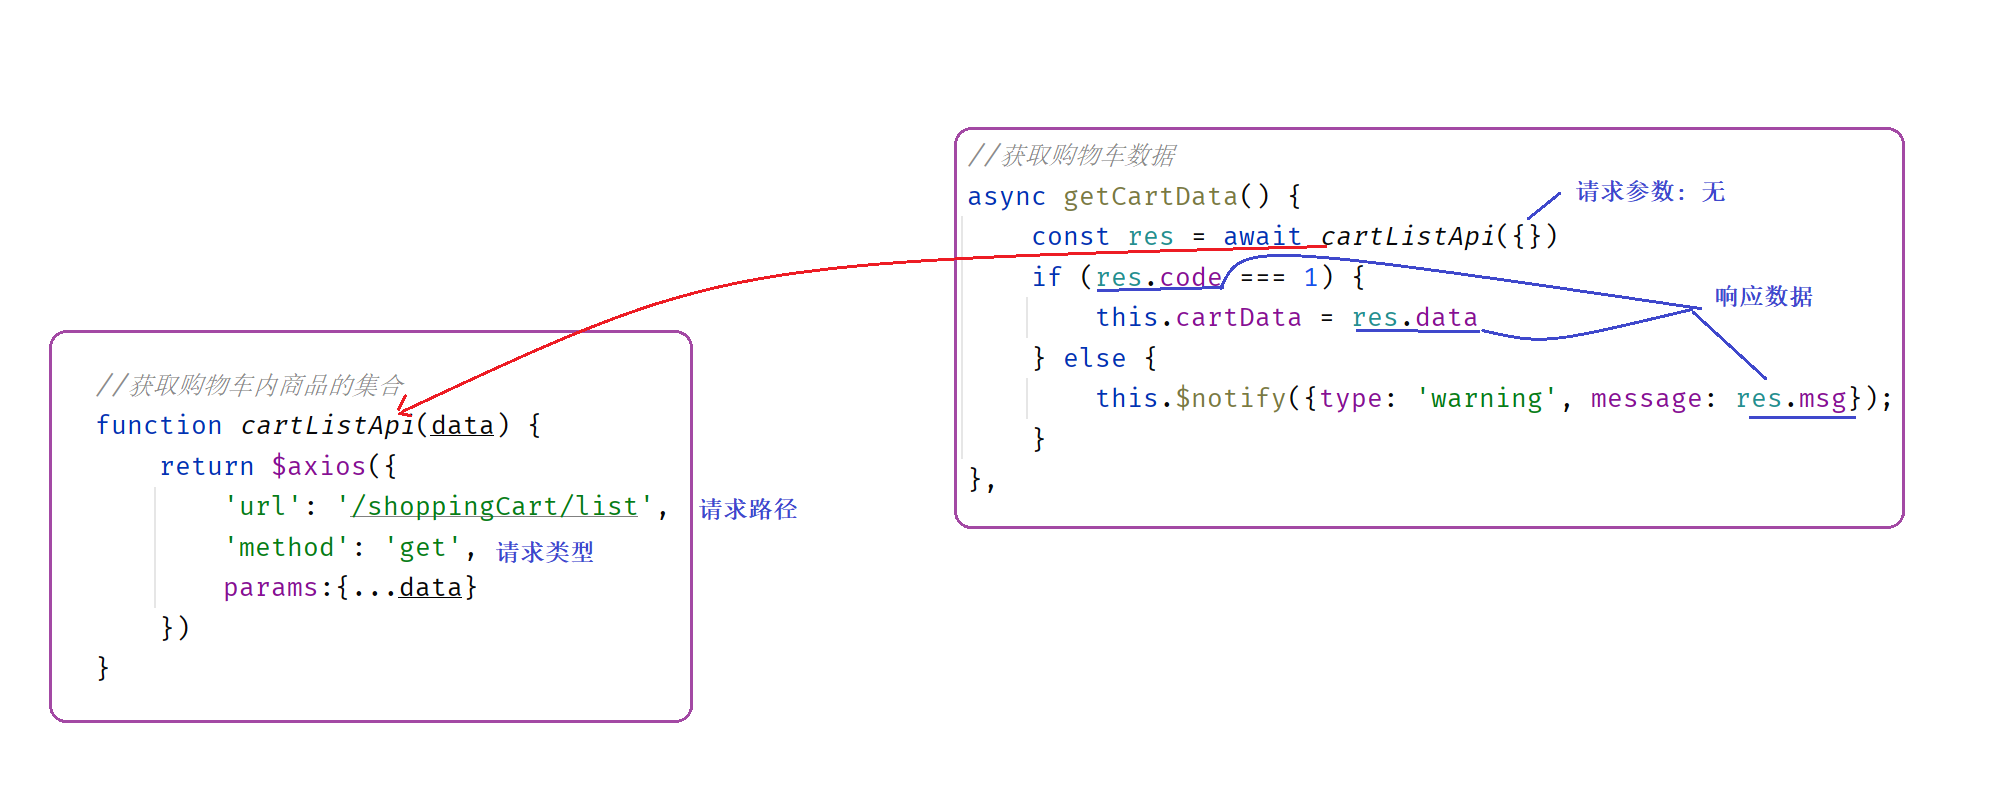 //获取购物车数据
async getCartData() {
请求参数: 无
const res = await cartListApi({})
if (res.code === 1) {
响应数据
this.cartData = res.data
} else {
this.$notify({type: 'warning', message: res.msg});
}
},
//获取购物车内商品的集合
function cartListApi(data) {
return $axios({
'url': '/shoppingCart/list', 请求路径
'method': 'get', 请求类型
params:{...data}
})
}